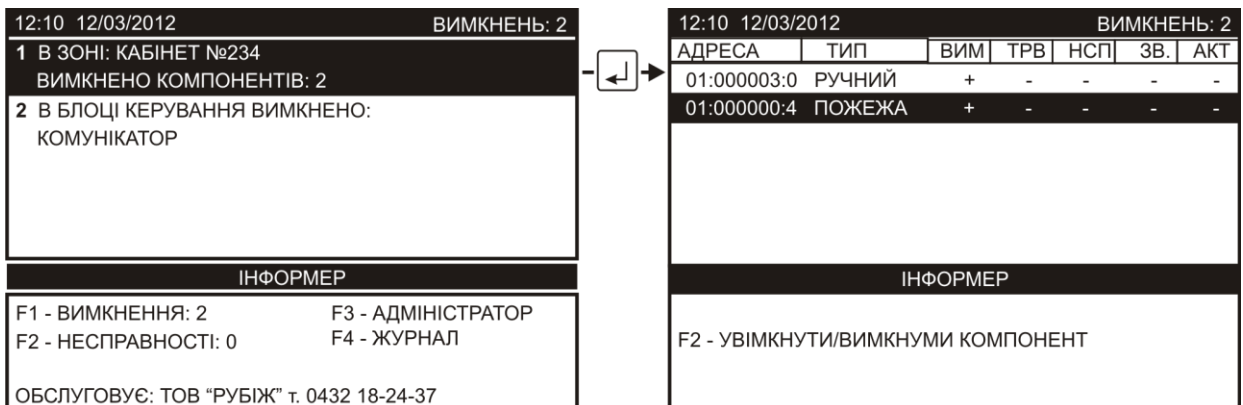 12:10 12/03/2012 ВИМКНЕНЬ: 2
1 В ЗОНІ: КАБІНЕТ №234
ВИМКНЕНО КОМПОНЕНТІВ: 2
2 В БЛОЦІ КЕРУВАННЯ ВИМКНЕНО:
КОМУНІКАТОР
ІНФОРМЕР
F1 - ВИМКНЕННЯ: 2 F3 - АДМІНІСТРАТОР
F2 - НЕСПРАВНОСТІ: 0 F4 - ЖУРНАЛ
ОБСЛУГОВУЄ: ТОВ “РУБІЖ” т. 0432 18-24-37
12:10 12/03/2012 ВИМКНЕНЬ: 2
АДРЕСА ТИП ВИМ ТРВ НСП ЗВ. АКТ
01:000003:0 РУЧНИЙ + - - - -
01:000000:4 ПОЖЕЖА + - - - -
ІНФОРМЕР
F2 - УВІМКНУТИ/ВИМКНУМИ КОМПОНЕНТ